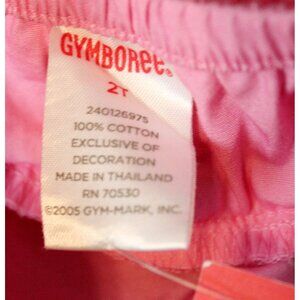 GYMBOREE®
2T
240126975
100% COTTON
EXCLUSIVE OF
DECORATION
MADE IN THAILAND
RN 70530
©2005 GYM-MARK, INC.